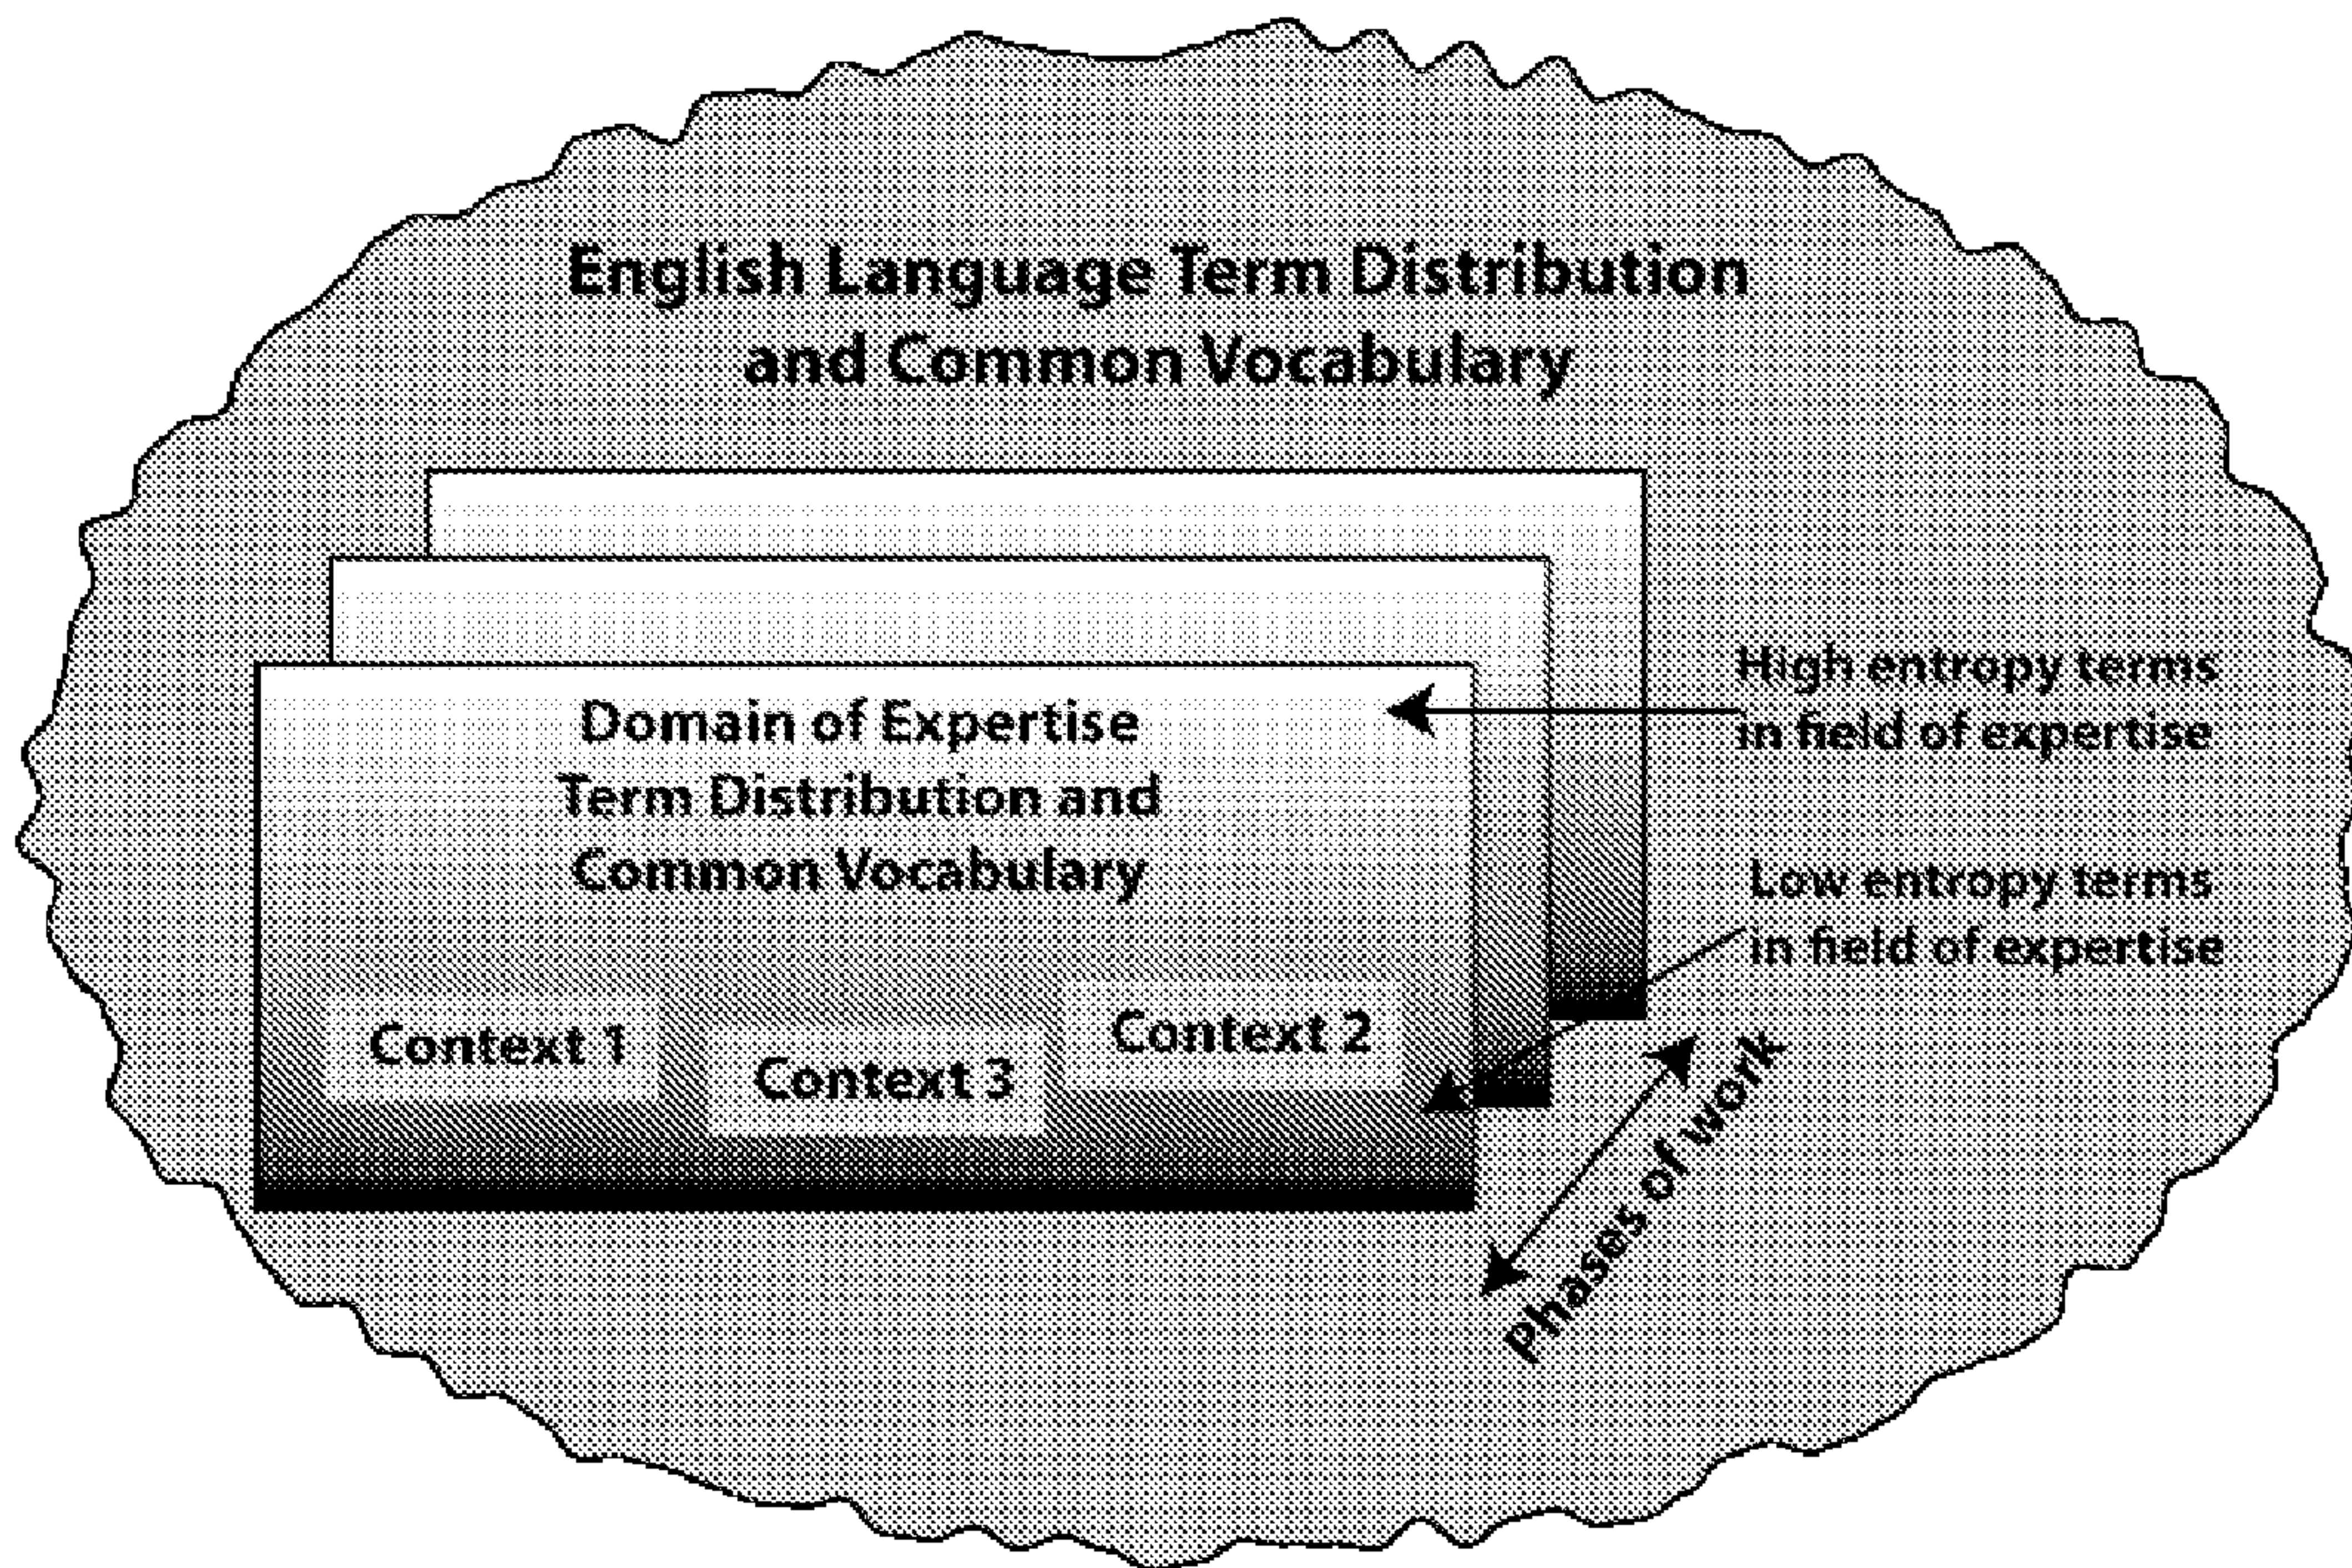 English Language Term Distribution
and Common Vocabulary
Domain of Expertise
Term Distribution and
Common Vocabulary
High entropy terms
in field of expertise
Low entropy terms
in field of expertise
Context 1
Context 3
Context 2
Phases of work